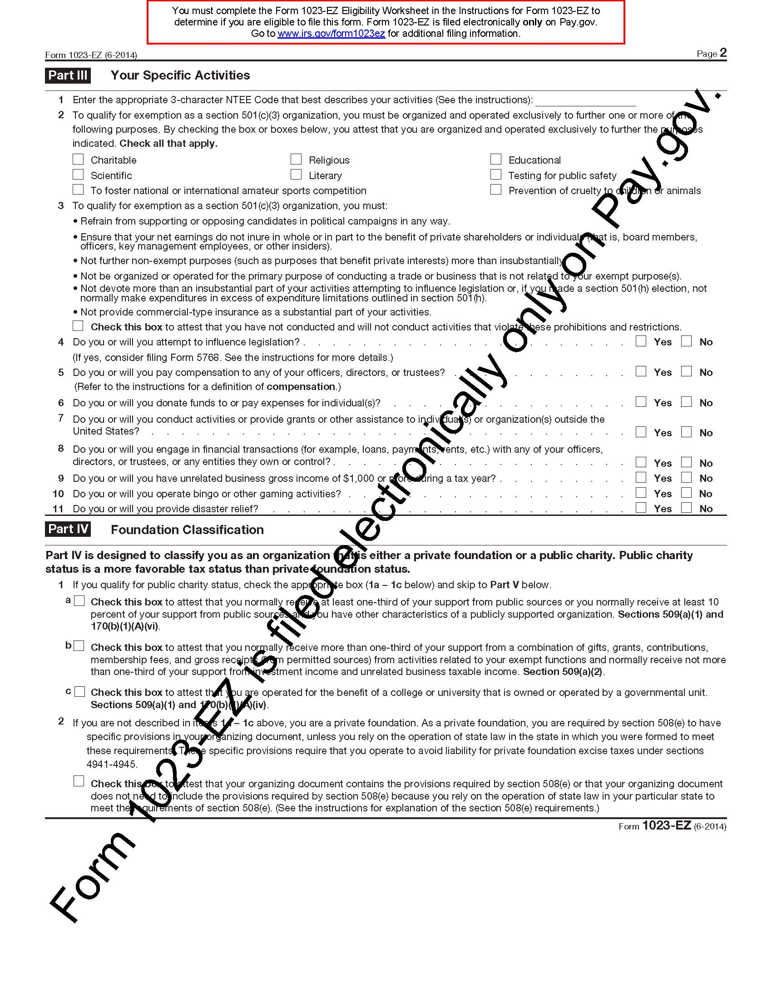 You must complete the Form 1023-EZ Eligibility Worksheet in the Instructions for Form 1023-EZ to
determine if you are eligible to file this form. Form 1023-EZ is filed electronically only on Pay.gov.
Go to www.irs.gov/form1023ez for additional filing information.
Form 1023-EZ (6-2014) Page 2
Part III Your Specific Activities
1 Enter the appropriate 3-character NTEE Code that best describes your activities (See the instructions):
2 To qualify for exemption as a section 501(c)(3) organization, you must be organized and operated exclusively to further one or more of the
following purposes. By checking the box or boxes below, you attest that you are organized and operated exclusively to further the purposes
indicated. Check all that apply.
Charitable Religious Educational
Scientific Literary Testing for public safety
To foster national or international amateur sports competition Prevention of cruelty to children or animals
3 To qualify for exemption as a section 501(c)(3) organization, you must:
• Refrain from supporting or opposing candidates in political campaigns in any way.
• Ensure that your net earnings do not inure in whole or in part to the benefit of private shareholders or individuals (that is, board members,
officers, key management employees, or other insiders).
• Not further non-exempt purposes (such as purposes that benefit private interests) more than insubstantially.
• Not be organized or operated for the primary purpose of conducting a trade or business that is not related to your exempt purpose(s).
• Not devote more than an insubstantial part of your activities attempting to influence legislation or, if you made a section 501(h) election, not
normally make expenditures in excess of expenditure limitations outlined in section 501(h).
• Not provide commercial-type insurance as a substantial part of your activities.
Check this box to attest that you have not conducted and will not conduct activities that violate these prohibitions and restrictions.
4 Do you or will you attempt to influence legislation? . . . . . . . . . . . . . . . . . . . . . . Yes No
(If yes, consider filing Form 5768. See the instructions for more details.)
5 Do you or will you pay compensation to any of your officers, directors, or trustees? . . . . . . . . . . . . Yes No
(Refer to the instructions for a definition of compensation.)
6 Do you or will you donate funds to or pay expenses for individual(s)? . . . . . . . . . . . . . . . . Yes No
7 Do you or will you conduct activities or provide grants or other assistance to individual(s) or organization(s) outside the
United States? . . . . . . . . . . . . . . . . . . . . . . . . . . . . . . . . Yes No
8 Do you or will you engage in financial transactions (for example, loans, payments, rents, etc.) with any of your officers,
directors, or trustees, or any entities they own or control? . . . . . . . . . . . . . . . . . . . . Yes No
9 Do you or will you have unrelated business gross income of $1,000 or more during a tax year? . . . . . . . . . Yes No
10 Do you or will you operate bingo or other gaming activities? . . . . . . . . . . . . . . . . . . . Yes No
11 Do you or will you provide disaster relief? . . . . . . . . . . . . . . . . . . . . . . . . Yes No
Part IV Foundation Classification
Part IV is designed to classify you as an organization that is either a private foundation or a public charity. Public charity
status is a more favorable tax status than private foundation status.
1 If you qualify for public charity status, check the appropriate box (1a – 1c below) and skip to Part V below.
a Check this box to attest that you normally receive at least one-third of your support from public sources or you normally receive at least 10
percent of your support from public sources and you have other characteristics of a publicly supported organization. Sections 509(a)(1) and
170(b)(1)(A)(vi).
b Check this box to attest that you normally receive more than one-third of your support from a combination of gifts, grants, contributions,
membership fees, and gross receipts (from permitted sources) from activities related to your exempt functions and normally receive not more
than one-third of your support from investment income and unrelated business taxable income. Section 509(a)(2).
c Check this box to attest that you are operated for the benefit of a college or university that is owned or operated by a governmental unit.
Sections 509(a)(1) and 170(b)(1)(A)(iv).
2 If you are not described in items 1a – 1c above, you are a private foundation. As a private foundation, you are required by section 508(e) to have
specific provisions in your organizing document, unless you rely on the operation of state law in the state in which you were formed to meet
these requirements. These specific provisions require that you operate to avoid liability for private foundation excise taxes under sections
4941-4945.
Check this box to attest that your organizing document contains the provisions required by section 508(e) or that your organizing document
does not need to include the provisions required by section 508(e) because you rely on the operation of state law in your particular state to
meet the requirements of section 508(e). (See the instructions for explanation of the section 508(e) requirements.)
Form 1023-EZ (6-2014)
Form 1023-EZ is filed electronically only on Pay.gov.